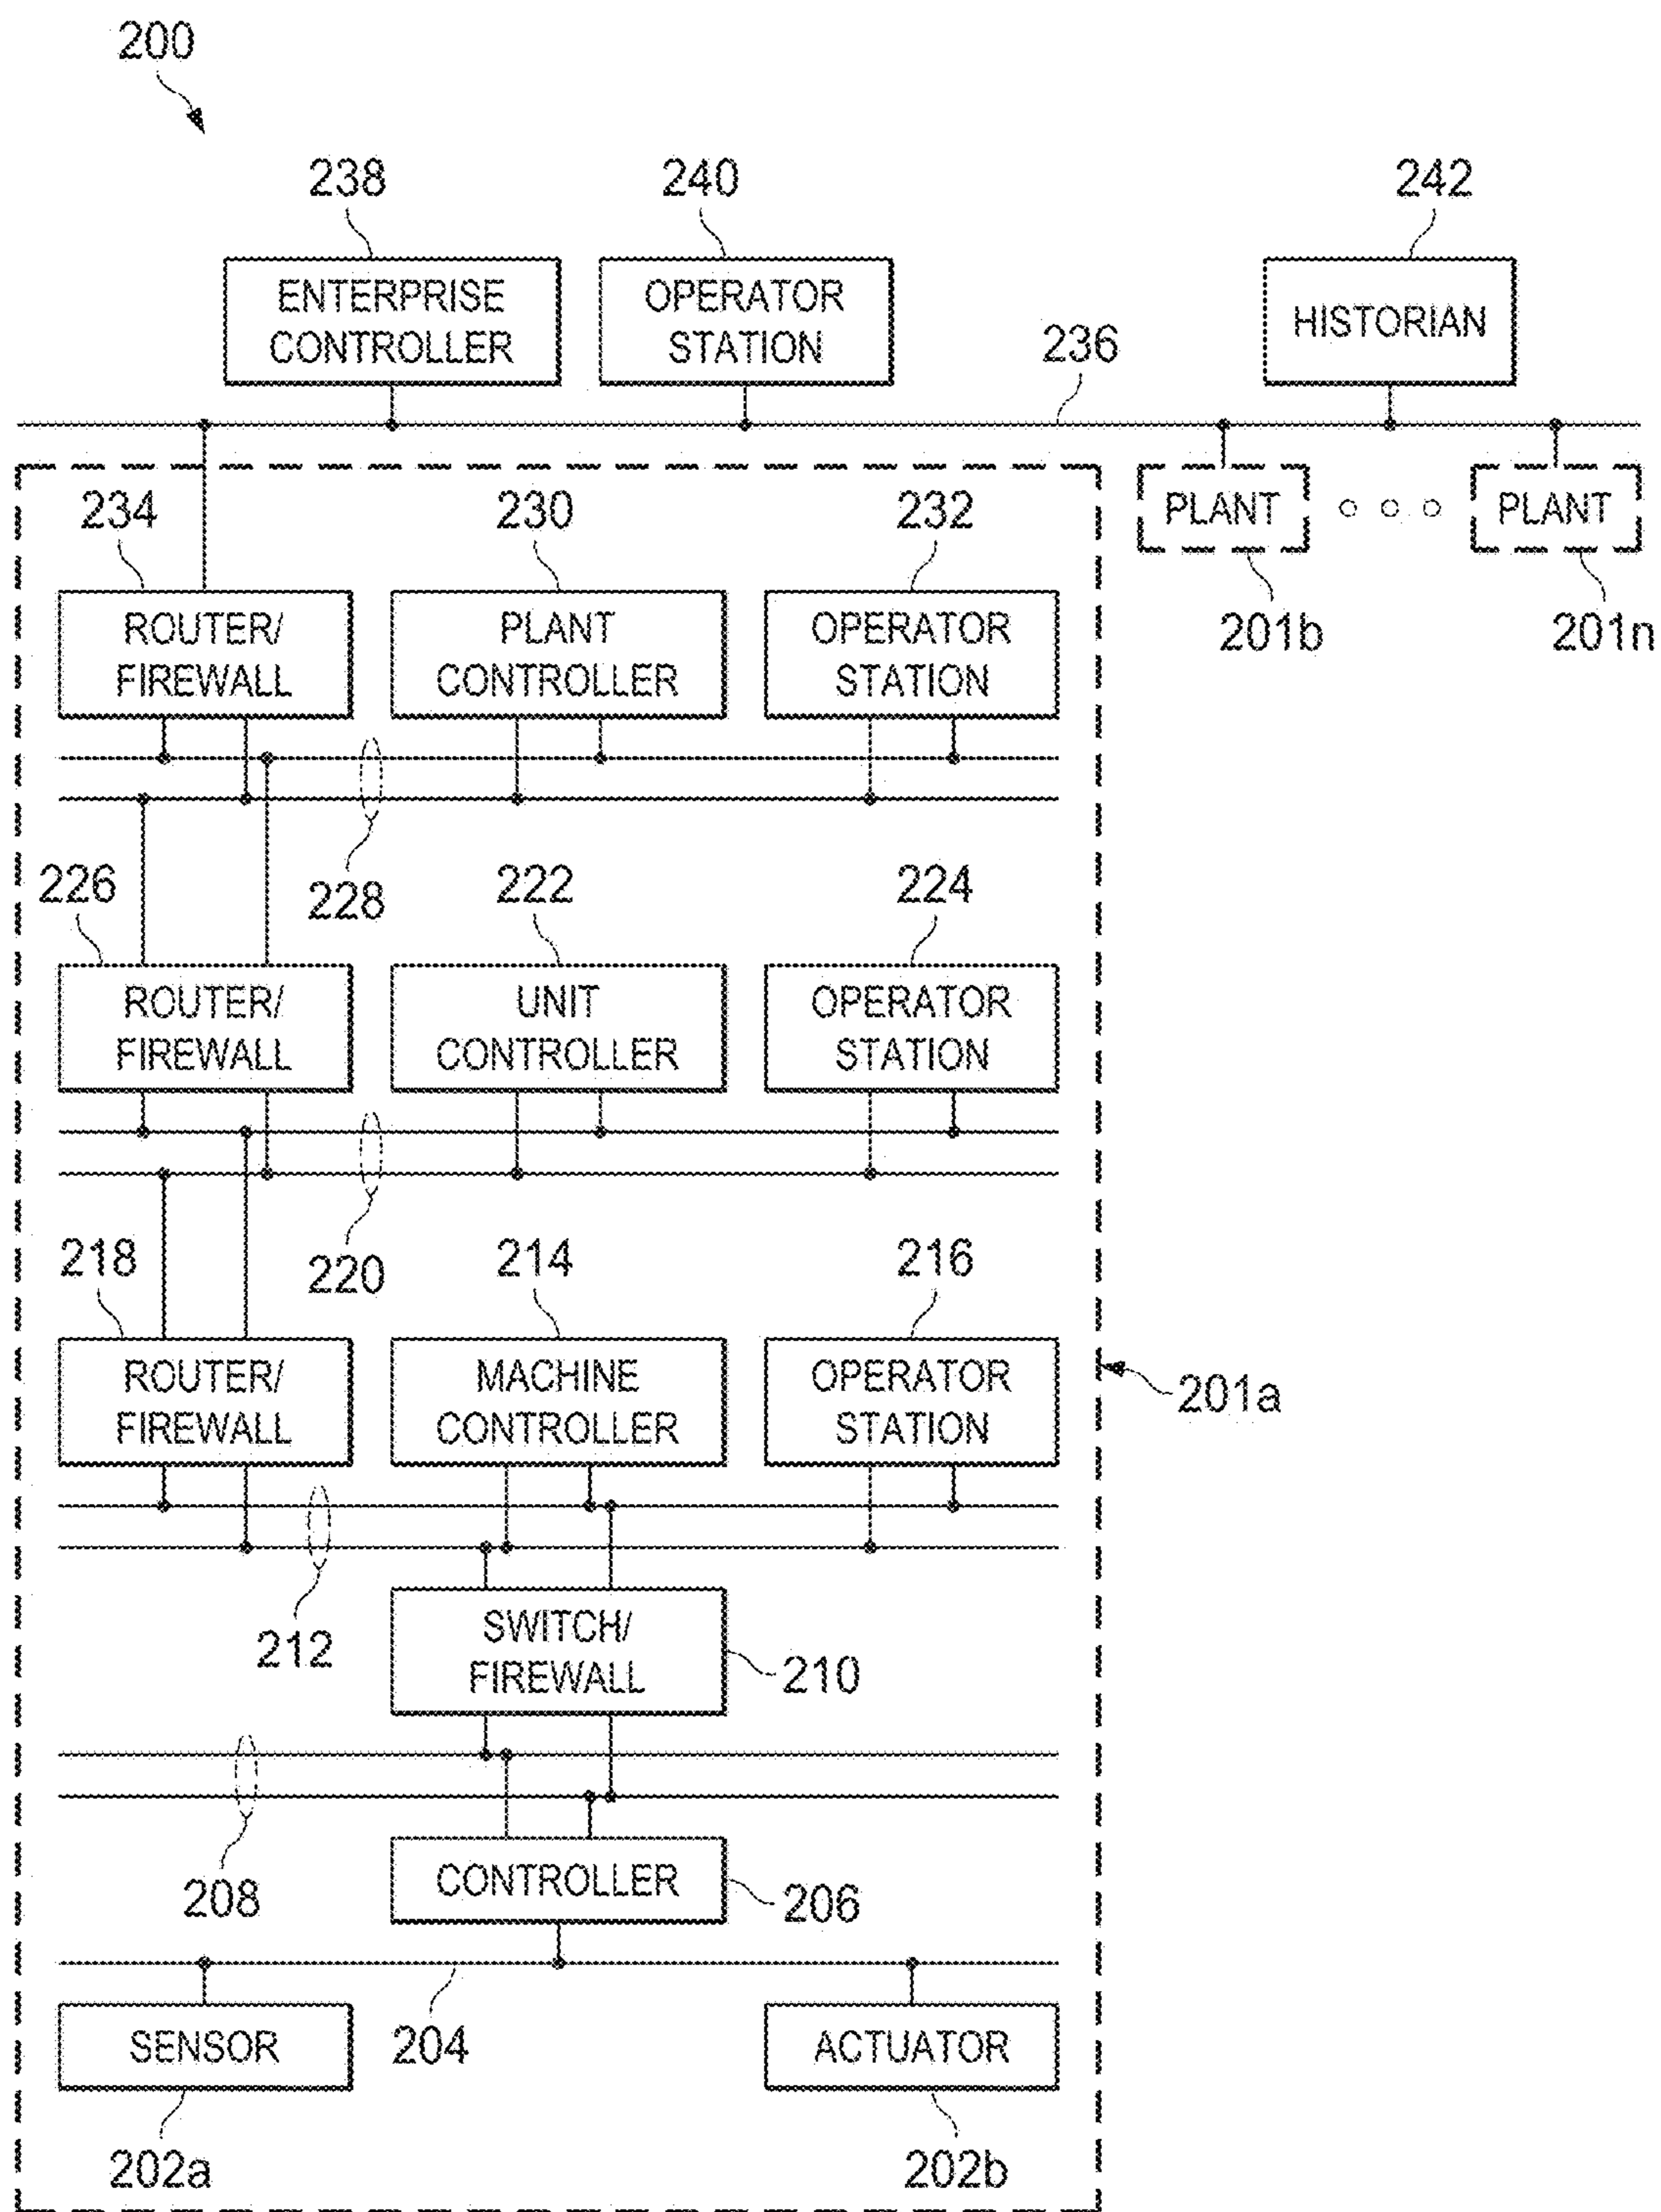 200
238
240
242
ENTERPRISE
CONTROLLER
OPERATOR
STATION
HISTORIAN
236
234
230
232
PLANT
PLANT
ROUTER/
FIREWALL
PLANT
CONTROLLER
OPERATOR
STATION
201b
201n
226
228
222
224
ROUTER/
FIREWALL
UNIT
CONTROLLER
OPERATOR
STATION
218
220
214
216
ROUTER/
FIREWALL
MACHINE
CONTROLLER
OPERATOR
STATION
201a
212
SWITCH/
FIREWALL
210
208
CONTROLLER
206
SENSOR
204
ACTUATOR
202a
202b